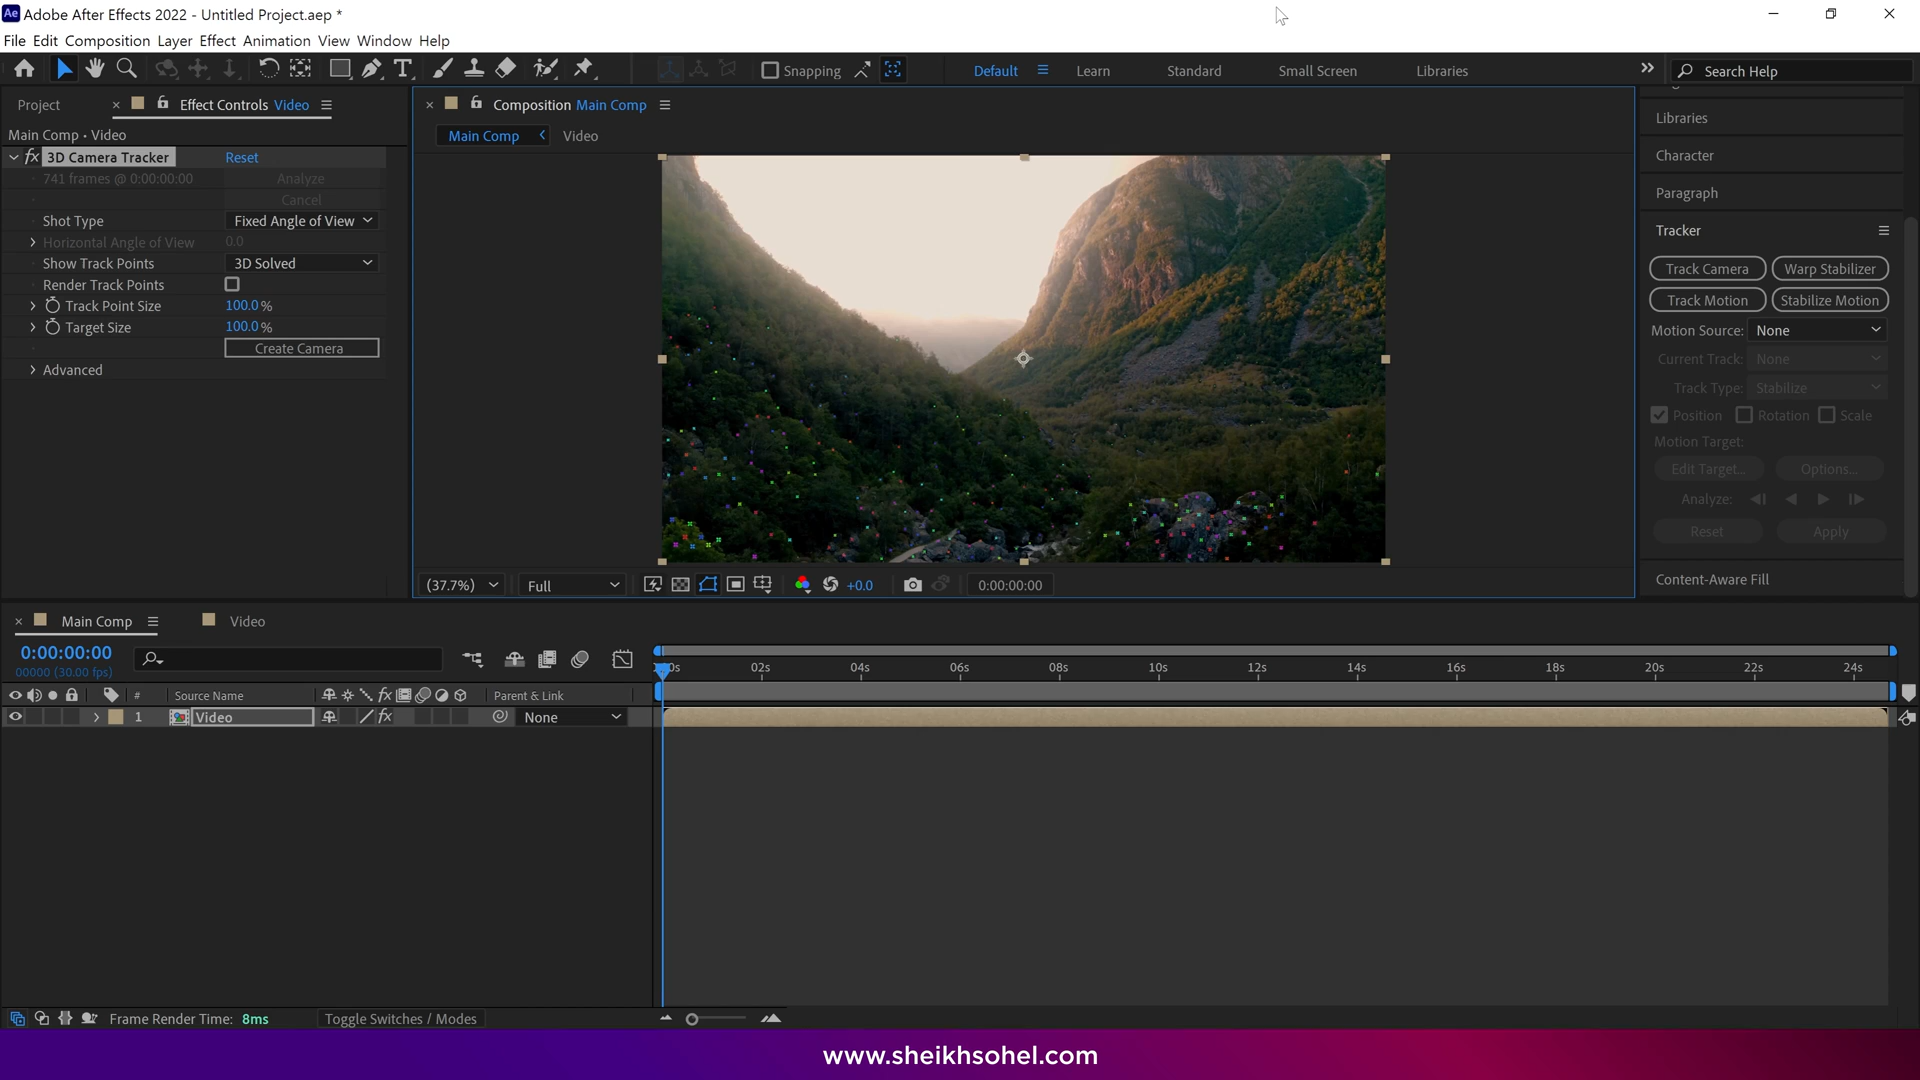 Adobe After Effects 2022 - Untitled Project.aep *
File Edit Composition Layer Effect Animation View Window Help
Snapping
Default
Learn
Standard
Small Screen
Libraries
Search Help
Project
Effect Controls Video
Main Comp • Video
fx 3D Camera Tracker Reset
741 frames @ 0:00:00:00 Analyze
Cancel
Shot Type Fixed Angle of View
Horizontal Angle of View 0.0
Show Track Points 3D Solved
Render Track Points
Track Point Size 100.0 %
Target Size 100.0 %
Create Camera
Advanced
Composition Main Comp
Main Comp Video
(37.7%) Full +0.0 0:00:00:00
Libraries
Character
Paragraph
Tracker
Track Camera Warp Stabilizer
Track Motion Stabilize Motion
Motion Source: None
Current Track: None
Track Type: Stabilize
Position Rotation Scale
Motion Target:
Edit Target... Options...
Analyze:
Reset Apply
Content-Aware Fill
Main Comp Video
0:00:00:00
00000 (30.00 fps)
02s 04s 06s 08s 10s 12s 14s 16s 18s 20s 22s 24s
# Source Name fx Parent & Link
1 Video fx None
Frame Render Time: 8ms Toggle Switches / Modes
www.sheikhsohel.com